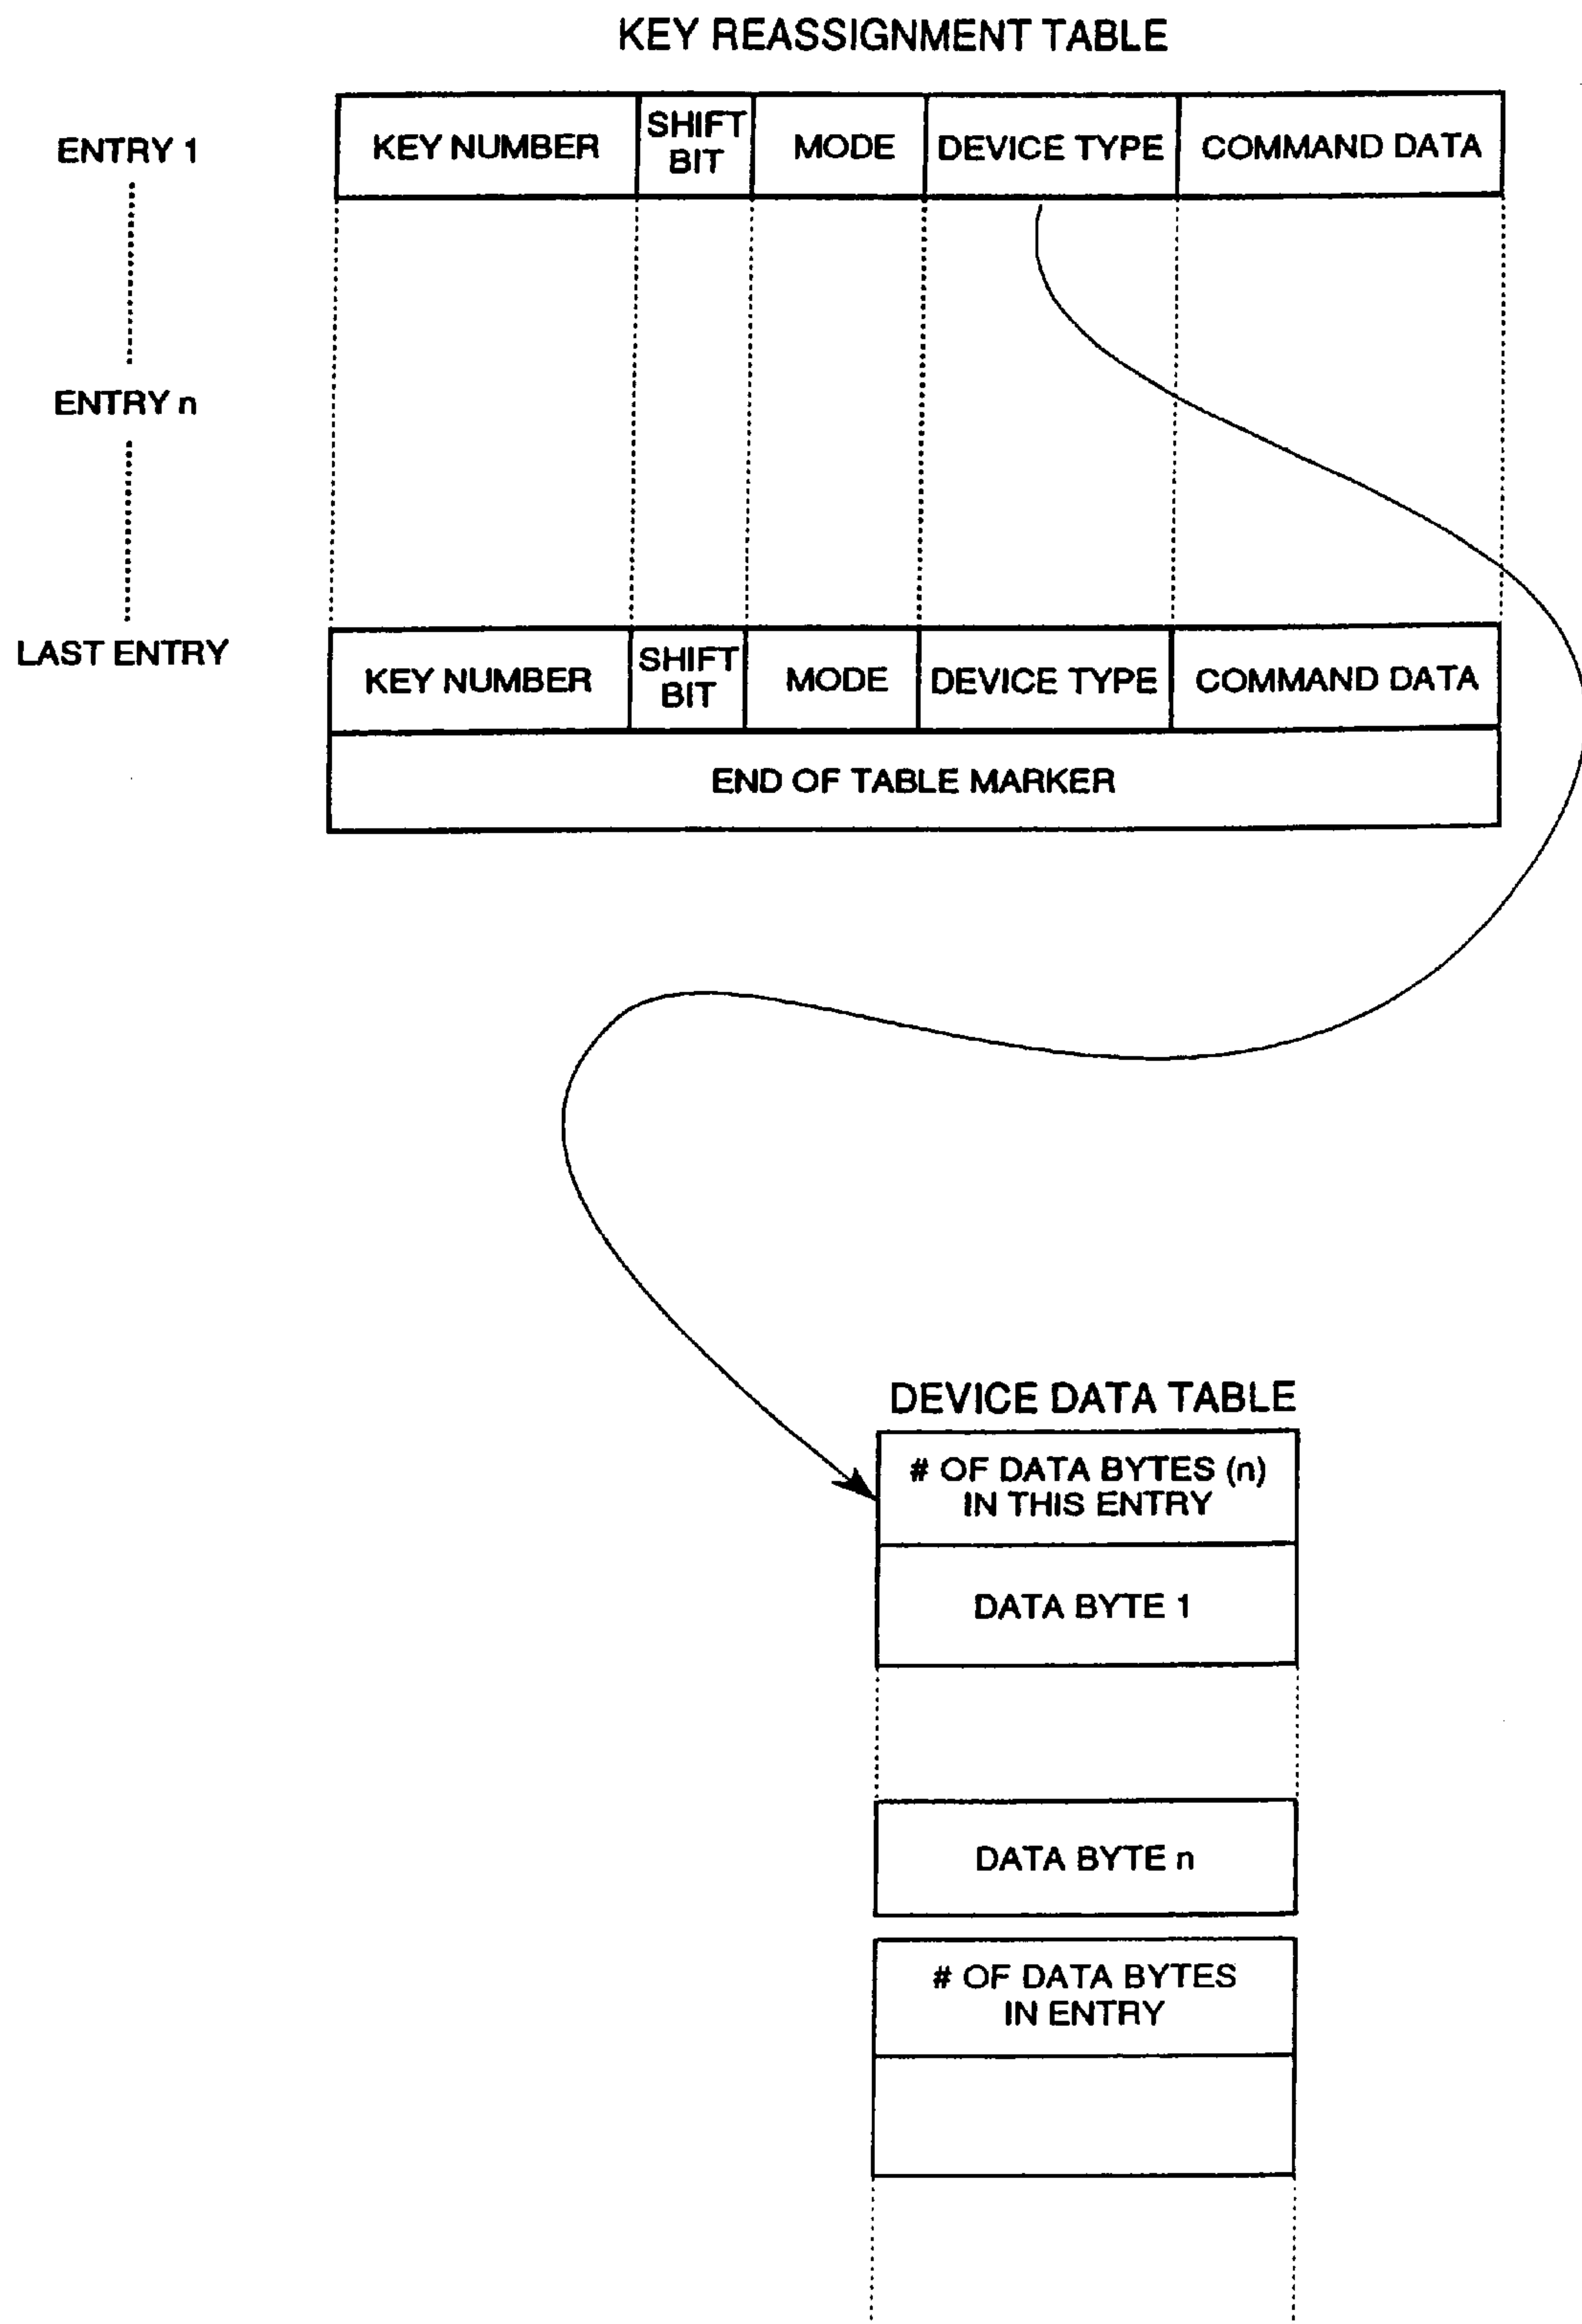 KEY REASSIGNMENT TABLE
ENTRY 1
KEY NUMBER
SHIFT
BIT
MODE
DEVICE TYPE
COMMAND DATA
ENTRY n
LAST ENTRY
KEY NUMBER
SHIFT
BIT
MODE
DEVICE TYPE
COMMAND DATA
END OF TABLE MARKER
DEVICE DATA TABLE
# OF DATA BYTES (n)
IN THIS ENTRY
DATA BYTE 1
DATA BYTE n
# OF DATA BYTES
IN ENTRY